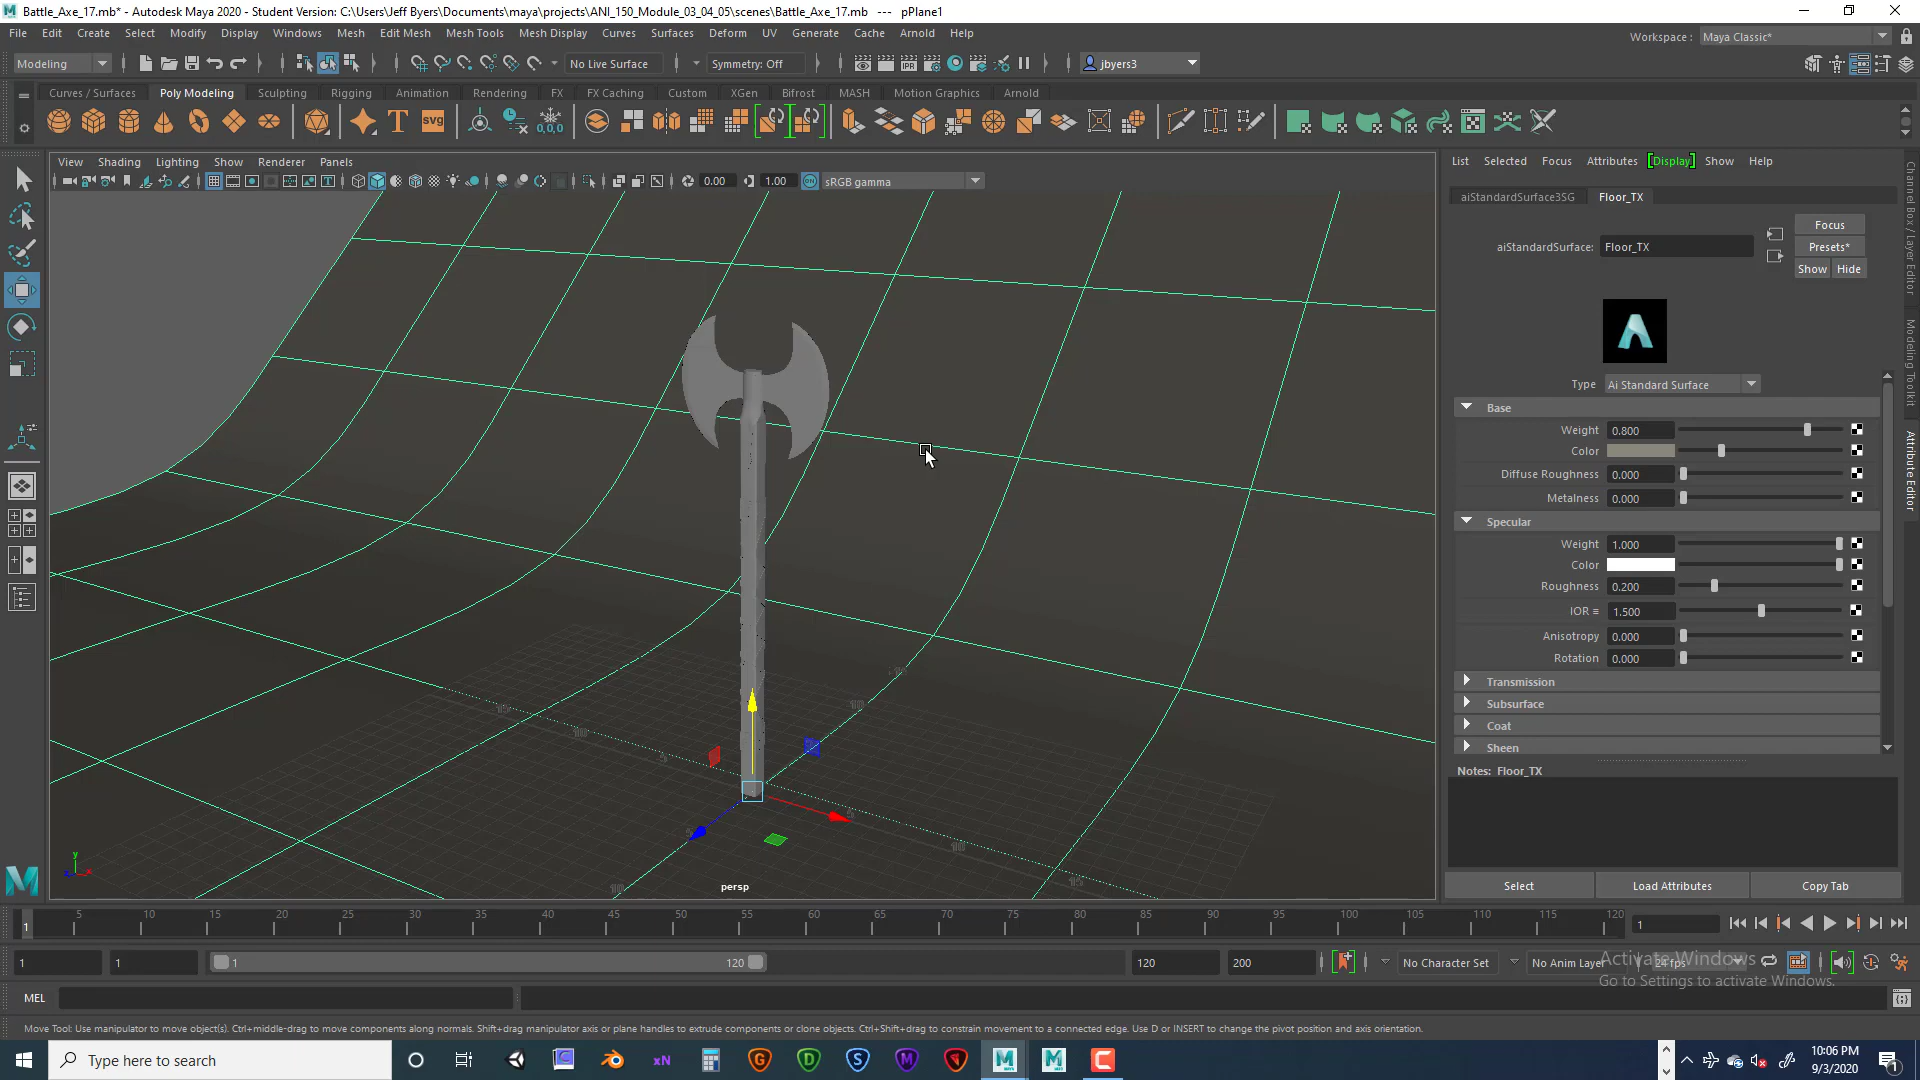 Battle_Axe_17.mb* - Autodesk Maya 2020 - Student Version: C:\Users\Jeff Byers\Documents\maya\projects\ANI_150_Module_03_04_05\scenes\Battle_Axe_17.mb --- pPlane1
File Edit Create Select Modify Display Windows Mesh Edit Mesh Mesh Tools Mesh Display Curves Surfaces Deform UV Generate Cache Arnold Help
Workspace : Maya Classic*
Modeling No Live Surface Symmetry: Off jbyers3
Curves / Surfaces Poly Modeling Sculpting Rigging Animation Rendering FX FX Caching Custom XGen Bifrost MASH Motion Graphics Arnold
View Shading Lighting Show Renderer Panels
0.00 1.00 sRGB gamma
persp
List Selected Focus Attributes Display Show Help
aiStandardSurface3SG Floor_TX
Focus
aiStandardSurface: Floor_TX Presets*
Show Hide
Type Ai Standard Surface
Base
Weight 0.800
Color
Diffuse Roughness 0.000
Metalness 0.000
Specular
Weight 1.000
Color
Roughness 0.200
IOR 1.500
Anisotropy 0.000
Rotation 0.000
Transmission
Subsurface
Coat
Sheen
Notes: Floor_TX
Select Load Attributes Copy Tab
Channel Box / Layer Editor
Modeling Toolkit
Attribute Editor
1 5 10 15 20 25 30 35 40 45 50 55 60 65 70 75 80 85 90 95 100 105 110 115 120 1
1 1 1 120 120 200 No Character Set No Anim Layer 24 fps
Activate Windows
Go to Settings to activate Windows.
MEL
Move Tool: Use manipulator to move object(s). Ctrl+middle-drag to move components along normals. Shift+drag manipulator axis or plane handles to extrude components or clone objects. Ctrl+Shift+drag to constrain movement to a connected edge. Use D or INSERT to change the pivot position and axis orientation.
Type here to search
10:06 PM
9/3/2020